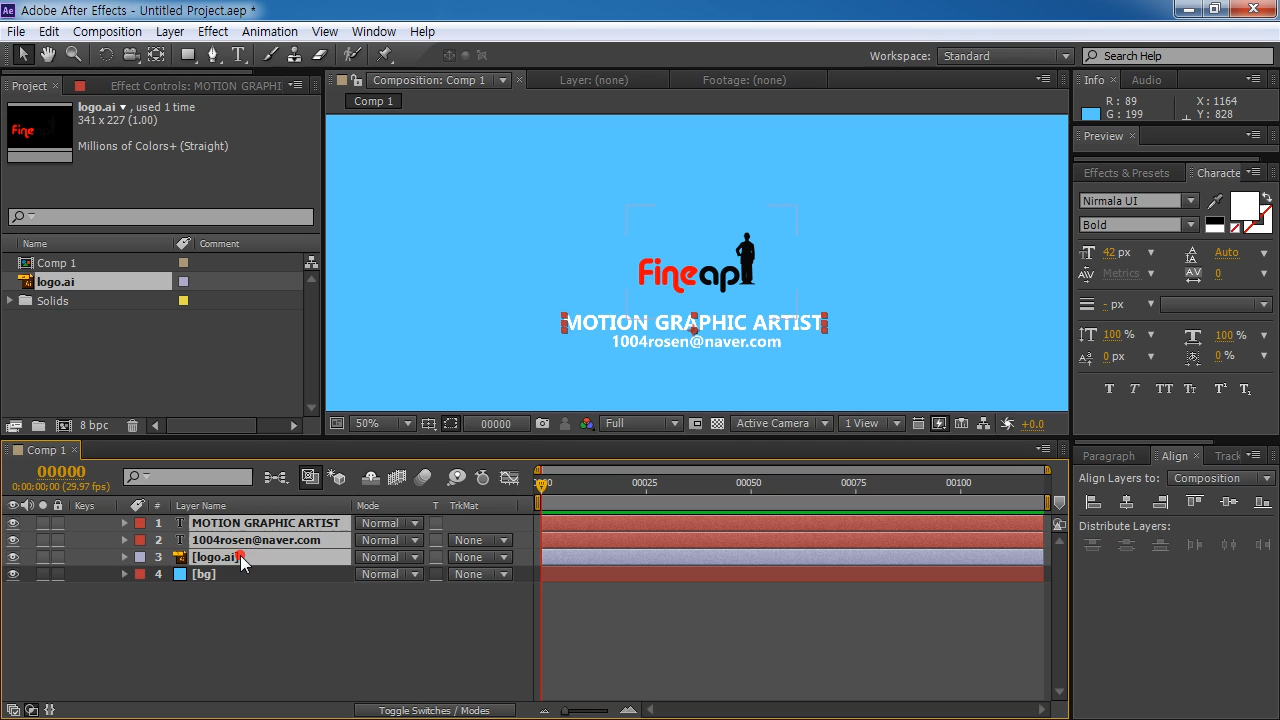 Adobe After Effects - Untitled Project.aep *
File Edit Composition Layer Effect Animation View Window Help
Workspace: Standard
Search Help
Project
Effect Controls: MOTION GRAPHI
logo.ai , used 1 time
341 x 227 (1.00)
Millions of Colors+ (Straight)
Name Comment
Comp 1
logo.ai
Solids
8 bpc
Composition: Comp 1
Layer: (none)
Footage: (none)
Comp 1
Fineapl
MOTION GRAPHIC ARTIST
1004rosen@naver.com
50%
00000
Full
Active Camera
1 View
+0.0
Info Audio
R : 89 X : 1164
G : 199 Y : 828
Preview
Effects & Presets Characte
Nirmala UI
Bold
42 px Auto
Metrics 0
- px
100 % 100 %
0 px 0 %
T T TT Tт T¹ T₁
Comp 1
00000
0;00;00;00 (29.97 fps)
Keys # Layer Name Mode T TrkMat
1 T MOTION GRAPHIC ARTIST Normal
2 T 1004rosen@naver.com Normal None
3 [logo.ai] Normal None
4 [bg] Normal None
Toggle Switches / Modes
00025 00050 00075 00100
Paragraph Align Track
Align Layers to: Composition
Distribute Layers: